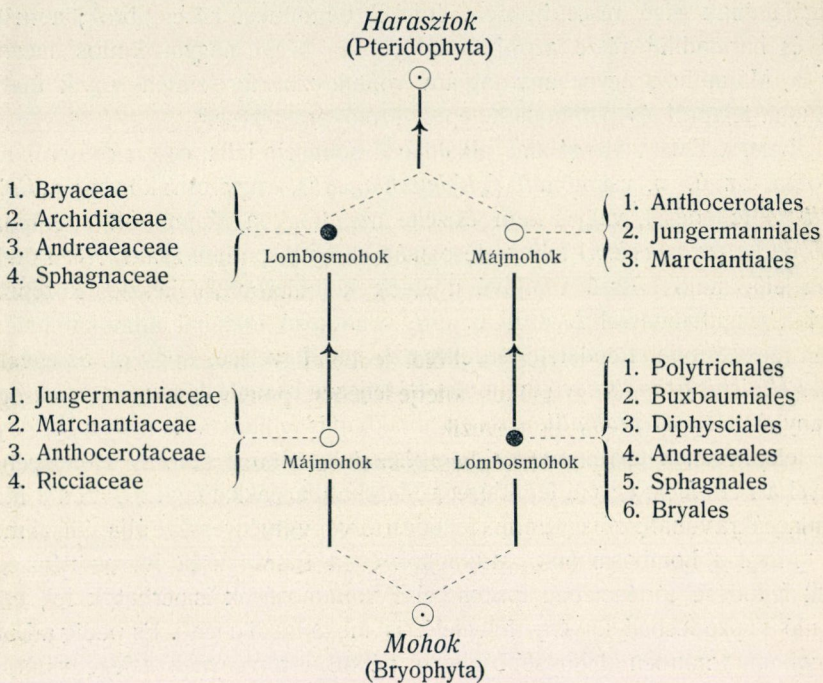 Harasztok
(Pteridophyta)
1. Bryaceae
2. Archidiaceae
3. Andreaeaceae
4. Sphagnaceae
Lombosmohok
Májmohok
1. Anthocerotales
2. Jungermanniales
3. Marchantiales
1. Jungermanniaceae
2. Marchantiaceae
3. Anthocerotaceae
4. Ricciaceae
Májmohok
Lombosmohok
1. Polytrichales
2. Buxbaumiales
3. Diphysciales
4. Andreaeales
5. Sphagnales
6. Bryales
Mohok
(Bryophyta)